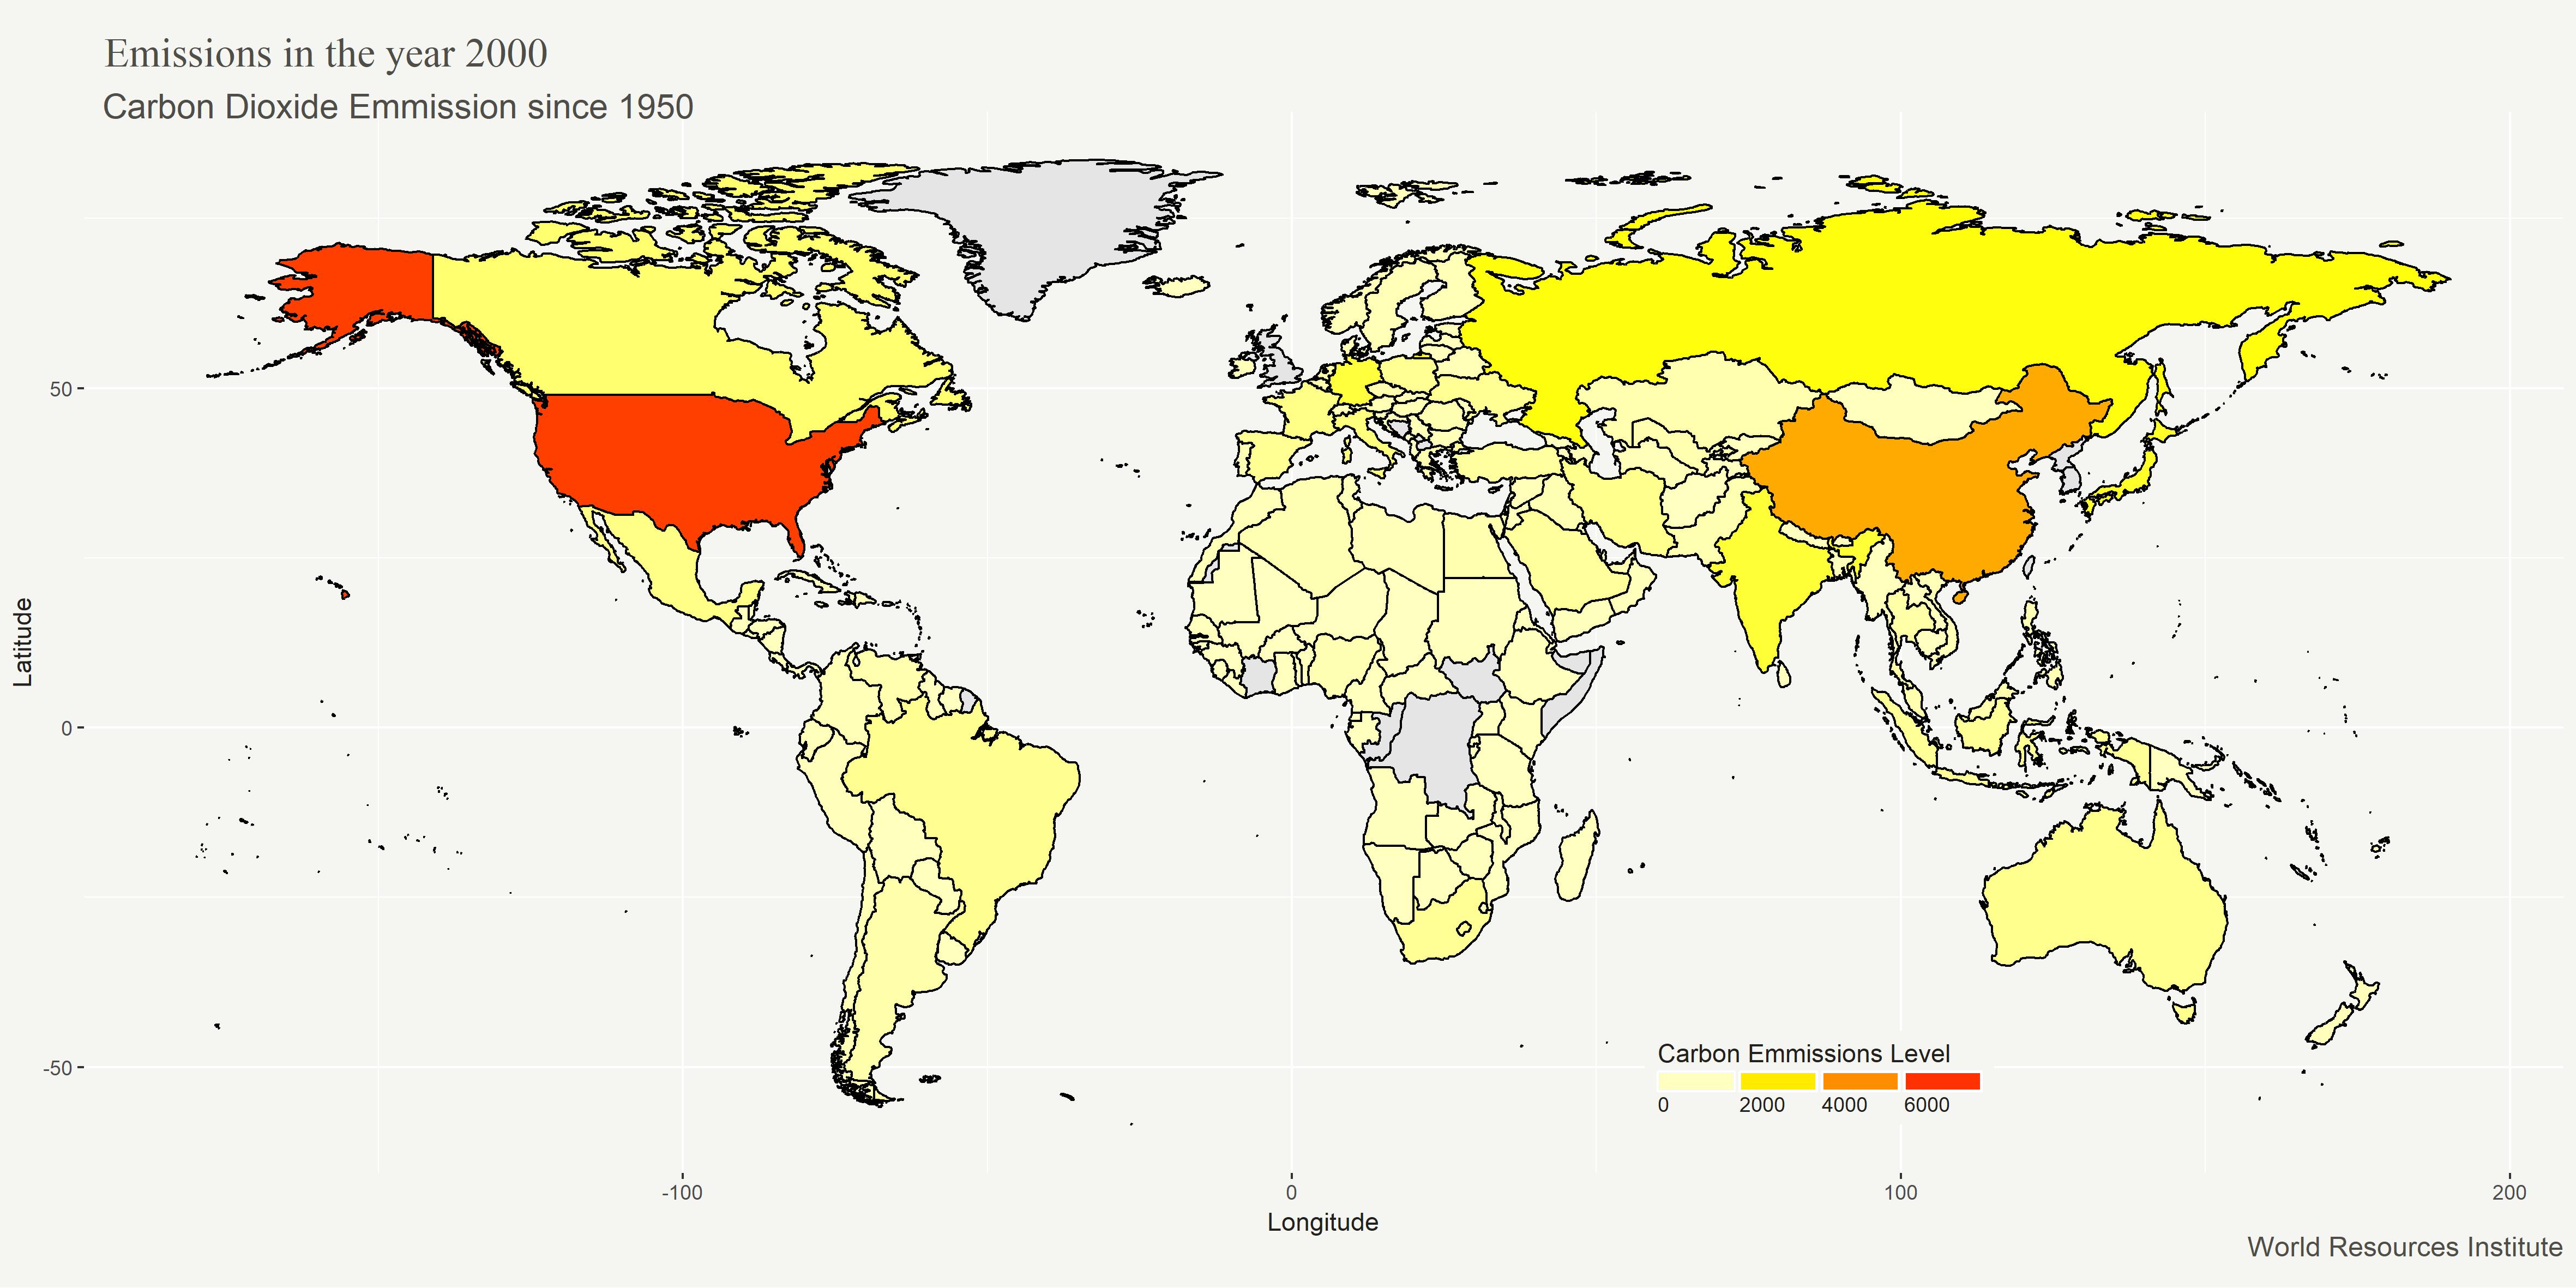 Emissions in the year 2000
Carbon Dioxide Emmission since 1950
50
0
-50
Latitude
Carbon Emmissions Level
0 2000 4000 6000
-100 0 100 200
Longitude
World Resources Institute